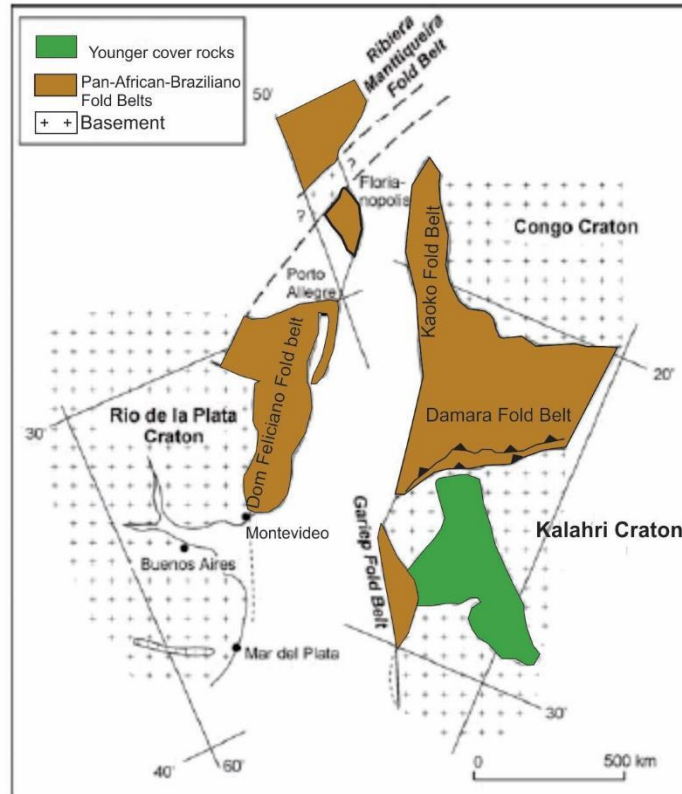 Younger cover rocks
Pan-African-Braziliano
Fold Belts
Basement
50'
Ribiera
Manttiqueira
Fold Belt
?
Floria-
nopolis
?
Porto
Allegre
Congo Craton
Kaoko Fold Belt
20'
Damara Fold Belt
30'
Rio de la Plata
Craton
Dom Feliciano Fold belt
Montevideo
Buenos Aires
Mar del Plata
Gariep Fold Belt
Kalahri Craton
30'
40'
60'
0 500 km